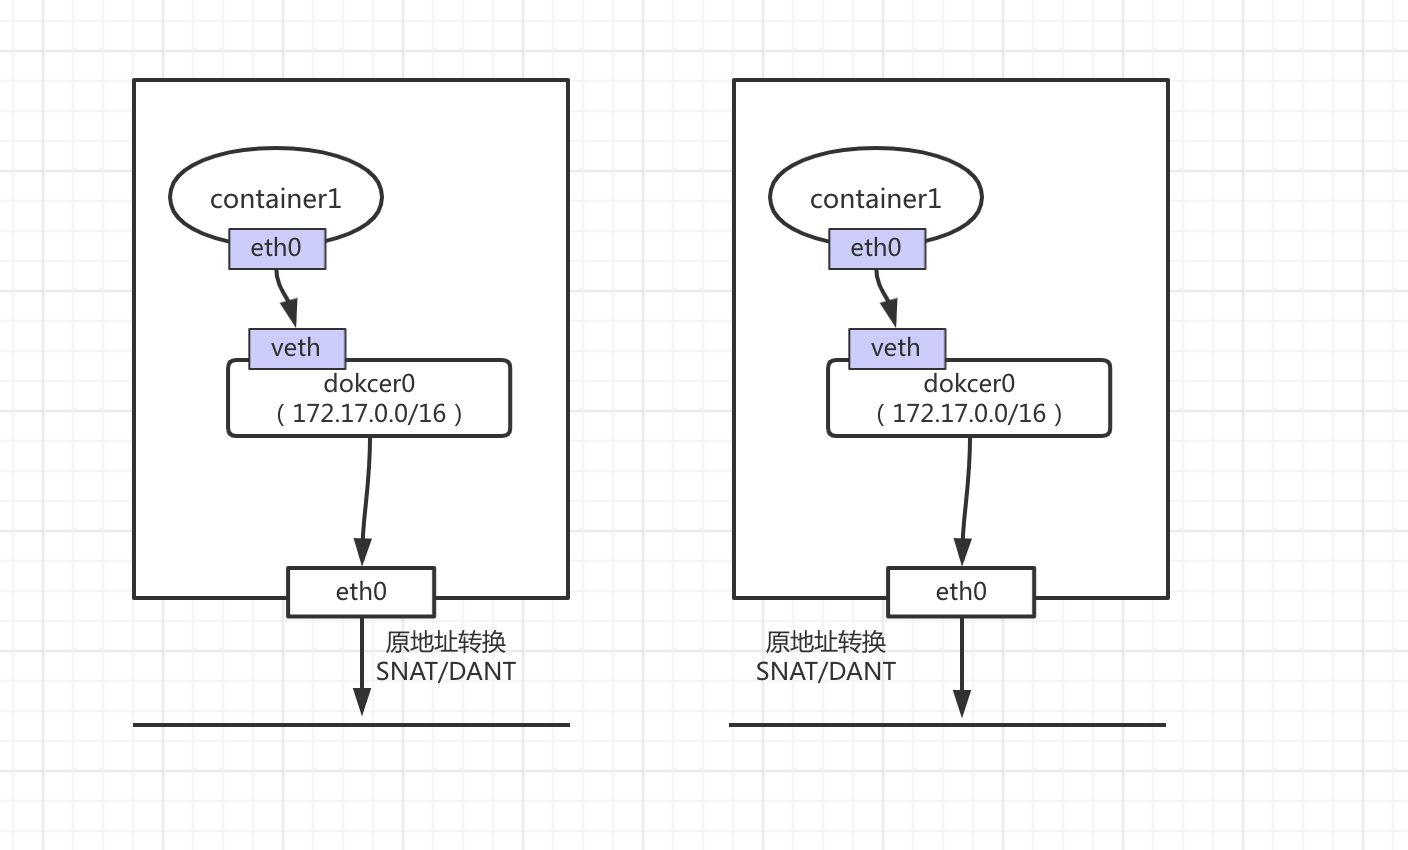 container1
eth0
veth
dokcer0
（172.17.0.0/16）
eth0
原地址转换
SNAT/DANT
container1
eth0
veth
dokcer0
（172.17.0.0/16）
eth0
原地址转换
SNAT/DANT